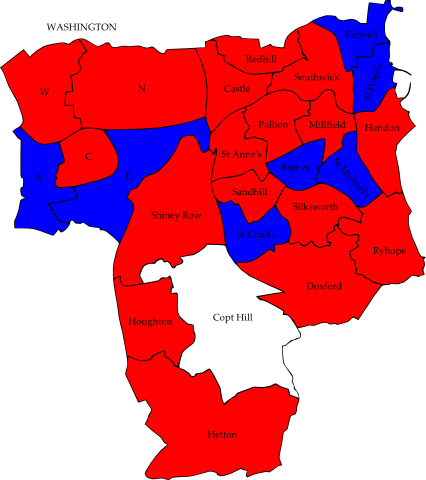 WASHINGTON
Fulwell
Redhill
St Peter's
Southwick
W
N
Castle
Pallion
Millfield
Hendon
C
St Anne's
S
E
Barnes
St Michael's
Sandhill
Shiney Row
Silksworth
St Chad's
Ryhope
Doxford
Houghton
Copt Hill
Hetton